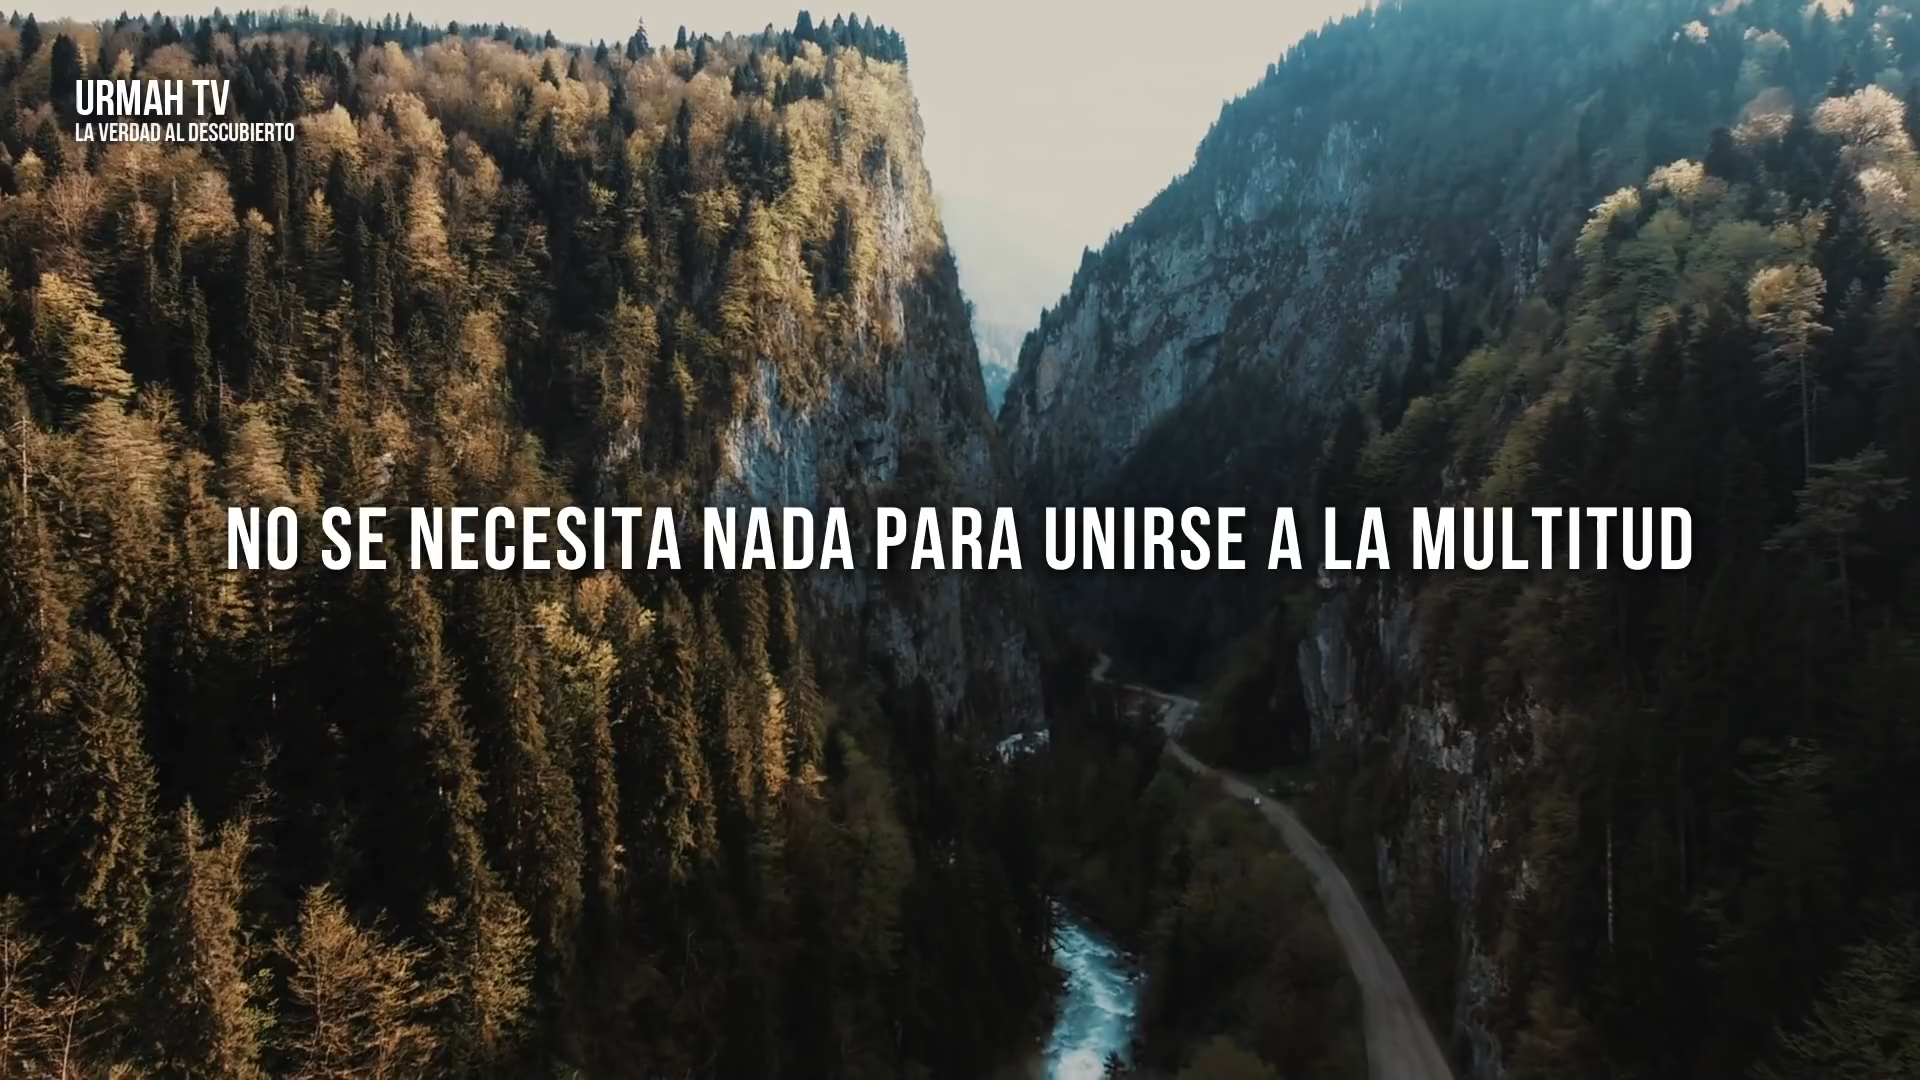 URMAH TV
LA VERDAD AL DESCUBIERTO
NO SE NECESITA NADA PARA UNIRSE A LA MULTITUD